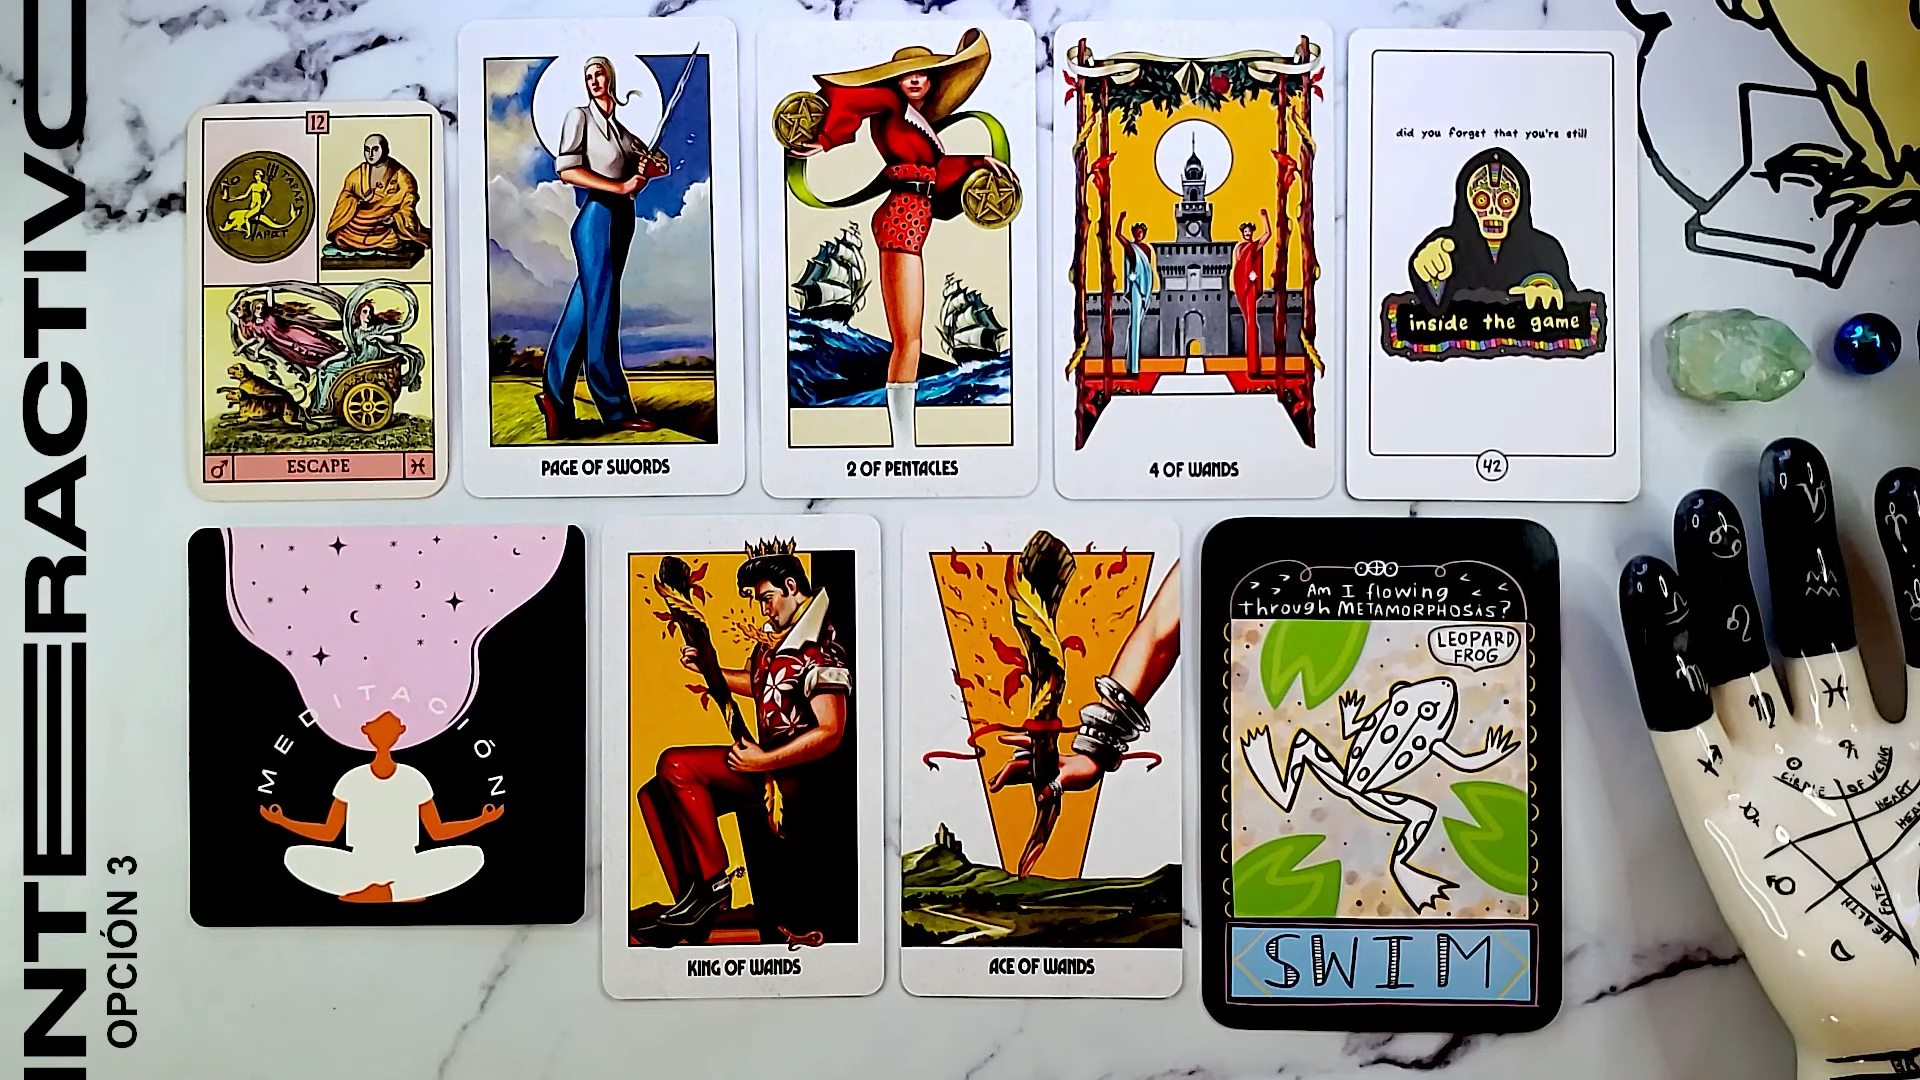 INTERACTIVO
OPCIÓN 3
12
TAPAΣ
ESCAPE
PAGE OF SWORDS
2 OF PENTACLES
4 OF WANDS
did you forget that you're still
inside the game
42
MEDITACIÓN
KING OF WANDS
ACE OF WANDS
Am I flowing
through METAMORPHOSIS?
LEOPARD
FROG
SWIM
CIRCLE OF VENUS
HEART
HEALTH
FATE